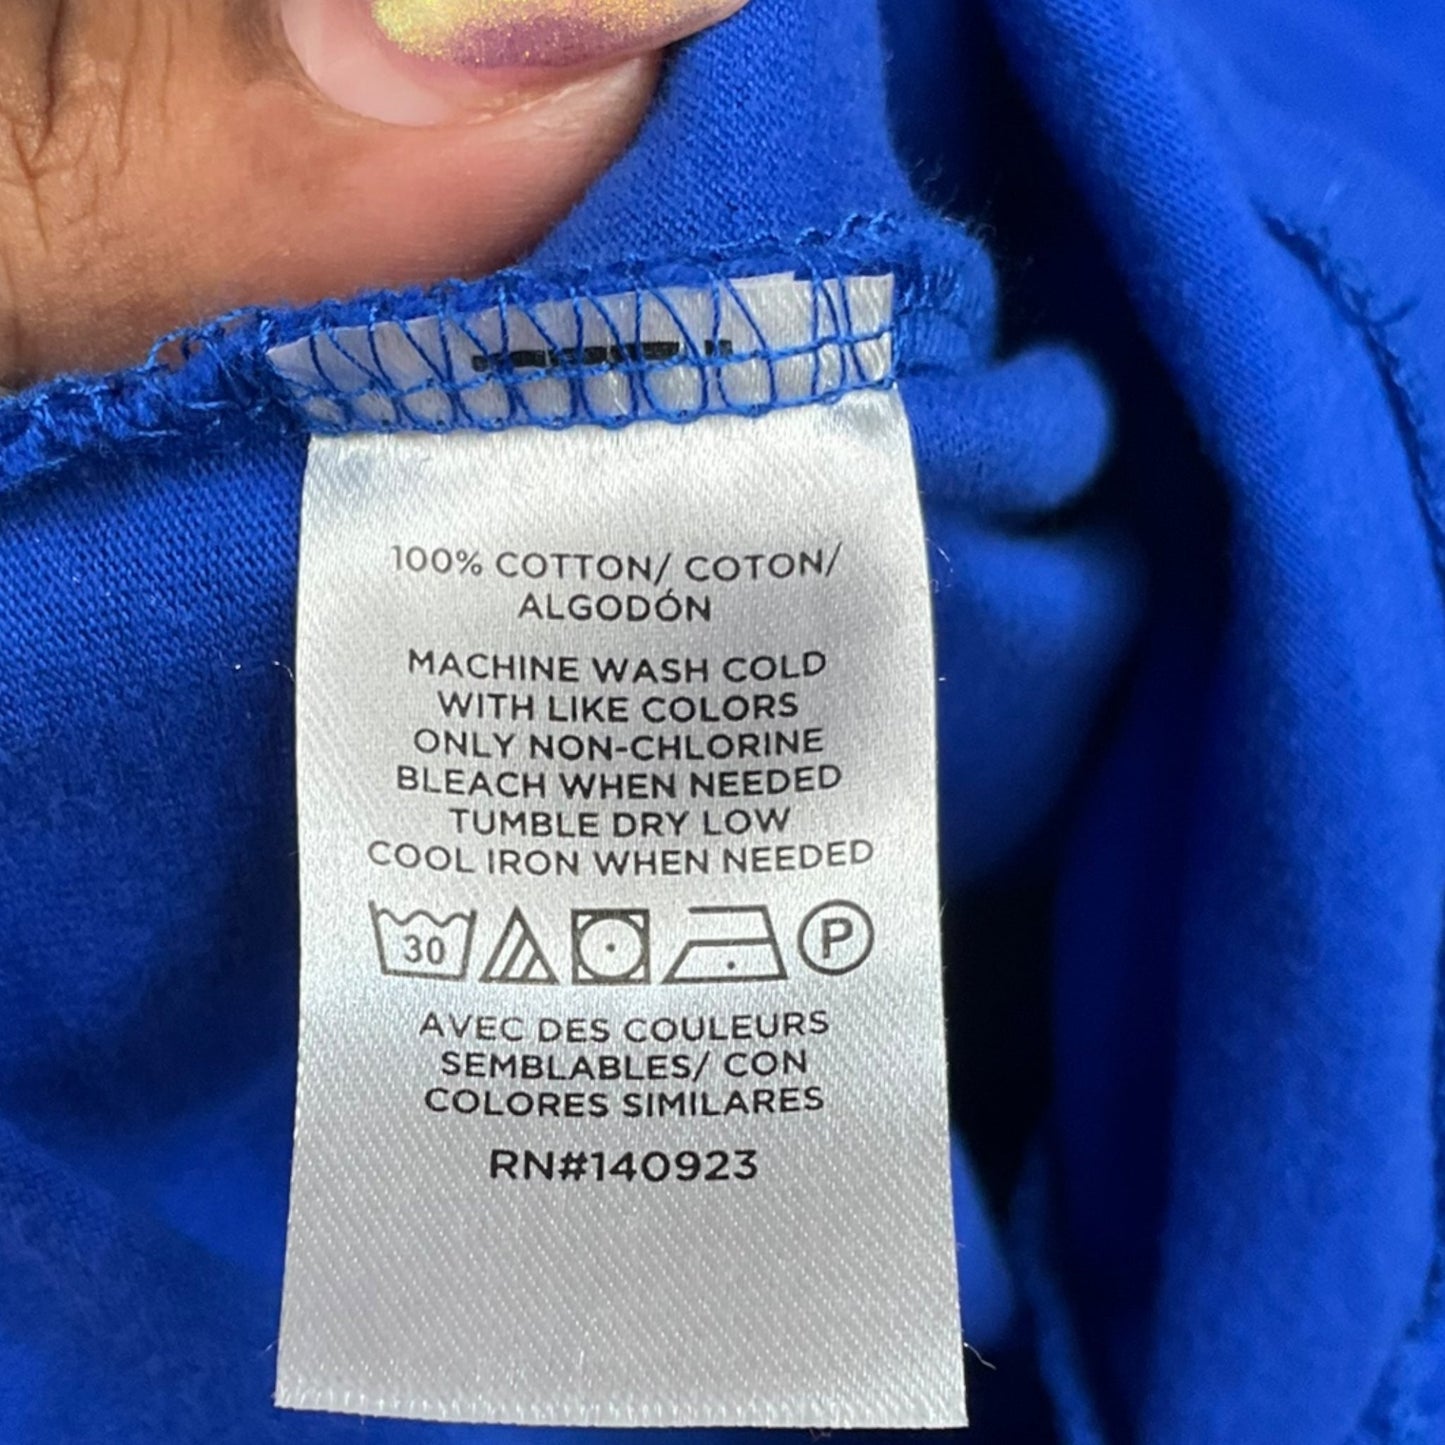 100% COTTON/ COTON/
ALGODÓN
MACHINE WASH COLD
WITH LIKE COLORS
ONLY NON-CHLORINE
BLEACH WHEN NEEDED
TUMBLE DRY LOW
COOL IRON WHEN NEEDED
30 P
AVEC DES COULEURS
SEMBLABLES/ CON
COLORES SIMILARES
RN#140923